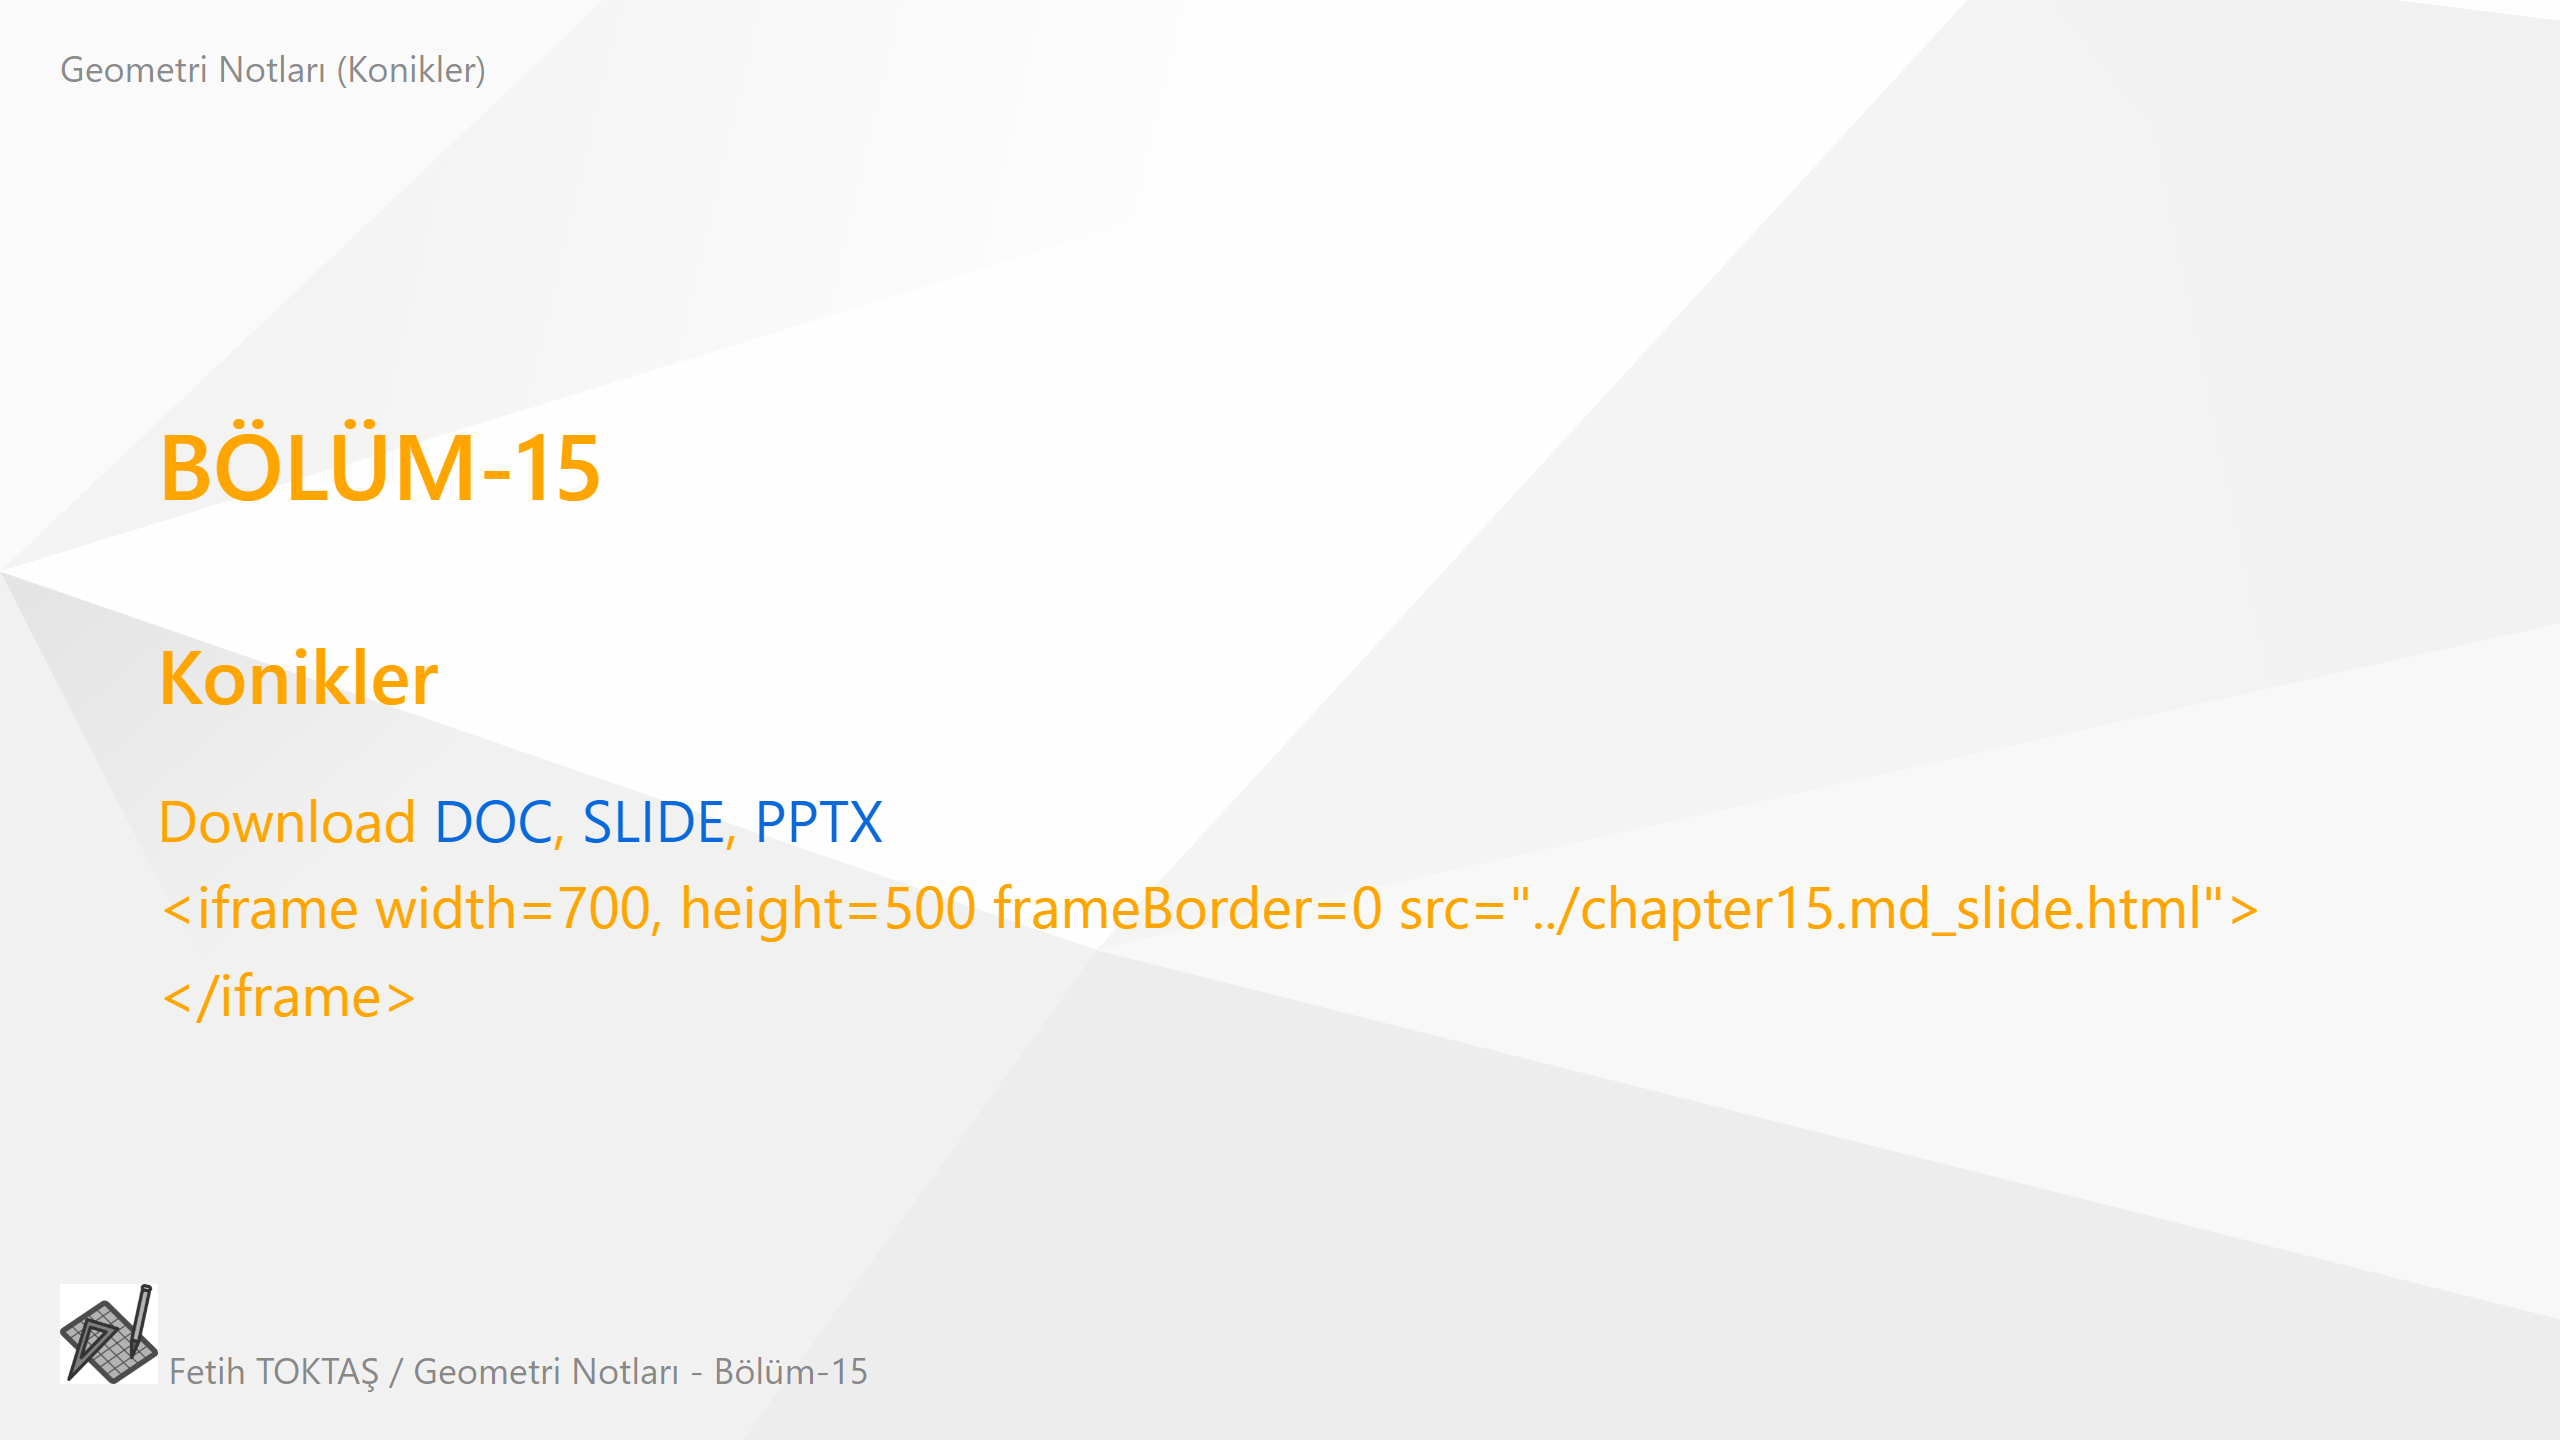 Geometri Notları (Konikler)
BÖLÜM-15
Konikler
Download DOC, SLIDE, PPTX
<iframe width=700, height=500 frameBorder=0 src="../chapter15.md_slide.html">
</iframe>
Fetih TOKTAŞ / Geometri Notları - Bölüm-15